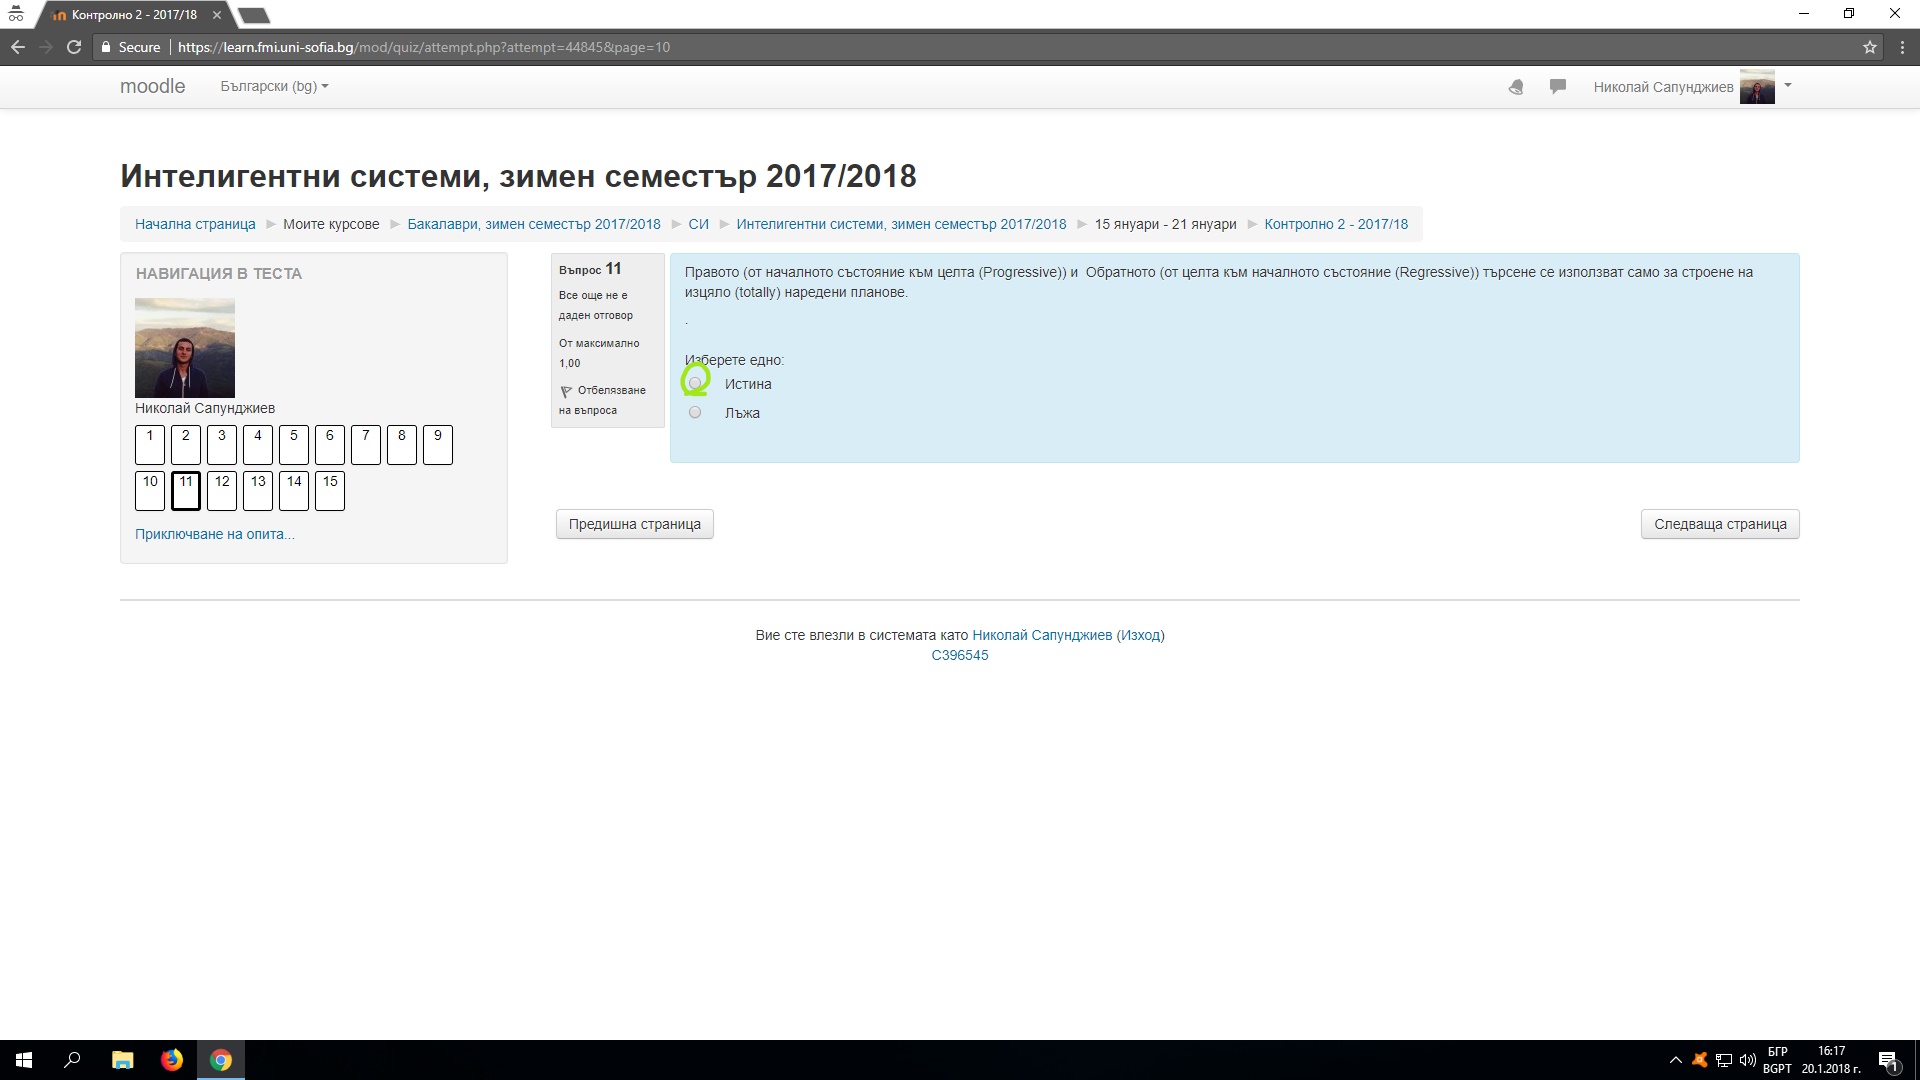 Контролно 2 - 2017/18
Secure
https://learn.fmi.uni-sofia.bg/mod/quiz/attempt.php?attempt=44845&page=10
moodle
Български (bg)
Николай Сапунджиев
Интелигентни системи, зимен семестър 2017/2018
Начална страница ► Моите курсове ► Бакалаври, зимен семестър 2017/2018 ► СИ ► Интелигентни системи, зимен семестър 2017/2018 ► 15 януари - 21 януари ► Контролно 2 - 2017/18
НАВИГАЦИЯ В ТЕСТА
Николай Сапунджиев
1 2 3 4 5 6 7 8 9
10 11 12 13 14 15
Приключване на опита...
Въпрос 11
Все още не е
даден отговор
От максимално
1,00
Отбелязване
на въпроса
Правото (от началното състояние към целта (Progressive)) и Обратното (от целта към началното състояние (Regressive)) търсене се използват само за строене на
изцяло (totally) наредени планове.
.
Изберете едно:
Истина
Лъжа
Предишна страница
Следваща страница
Вие сте влезли в системата като Николай Сапунджиев (Изход)
СИ396545
БГР
BGPT
16:17
20.1.2018 г.
1